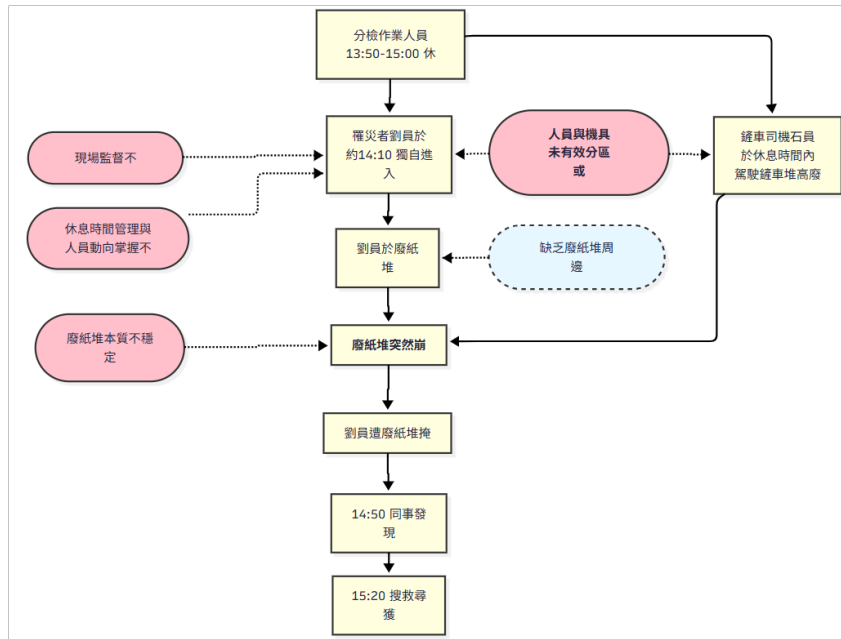 分檢作業人員
13:50-15:00 休
罹災者劉員於
約14:10 獨自進
入
人員與機具
未有效分區
或
鏟車司機石員
於休息時間內
駕駛鏟車堆高廢
現場監督不
休息時間管理與
人員動向掌握不
劉員於廢紙
堆
缺乏廢紙堆周
邊
廢紙堆本質不穩
定
廢紙堆突然崩
劉員遭廢紙堆掩
14:50 同事發
現
15:20 搜救尋
獲